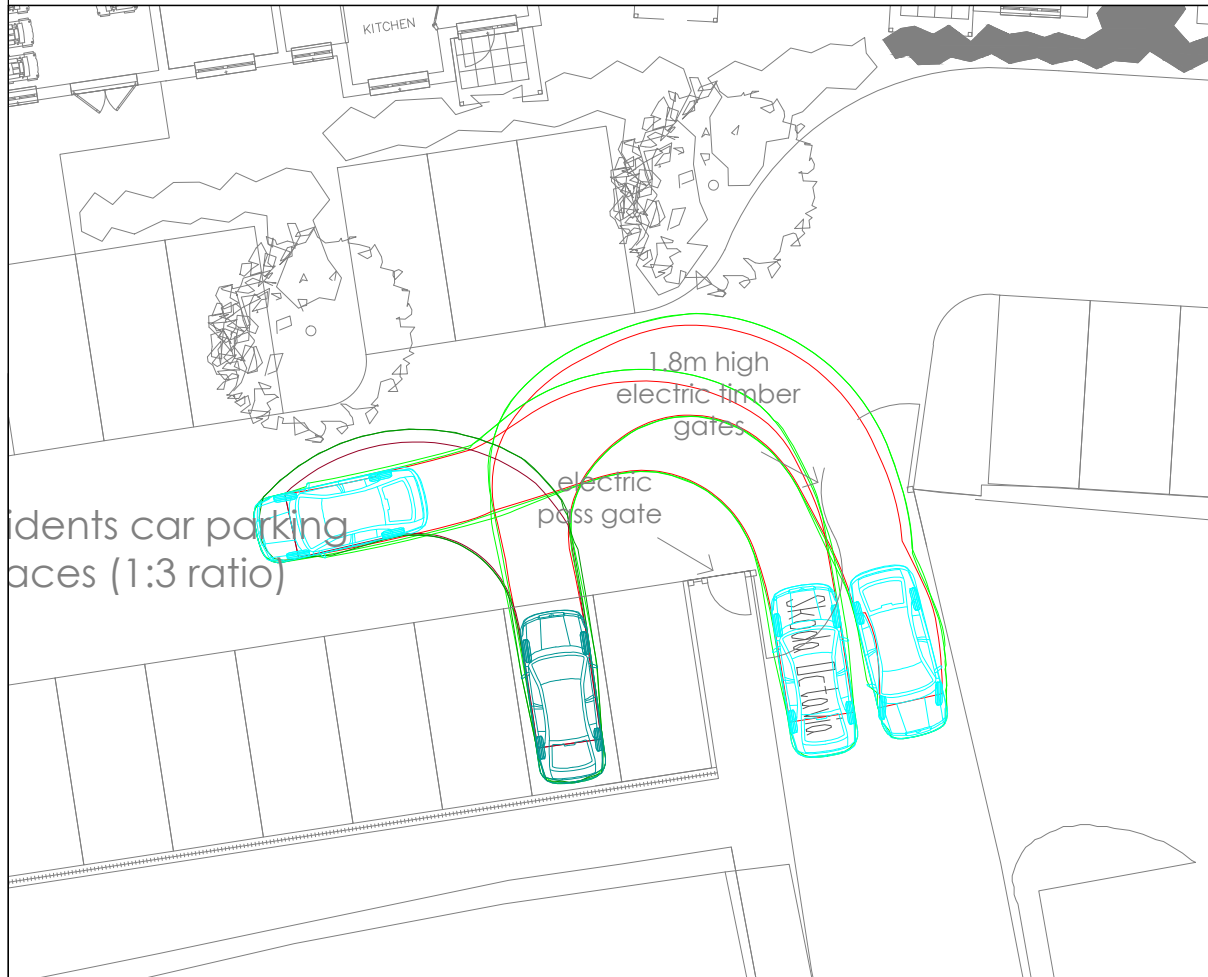 KITCHEN
1.8m high
electric timber
gates
electric
pass gate
idents car parking
aces (1:3 ratio)
Skoda Octavia